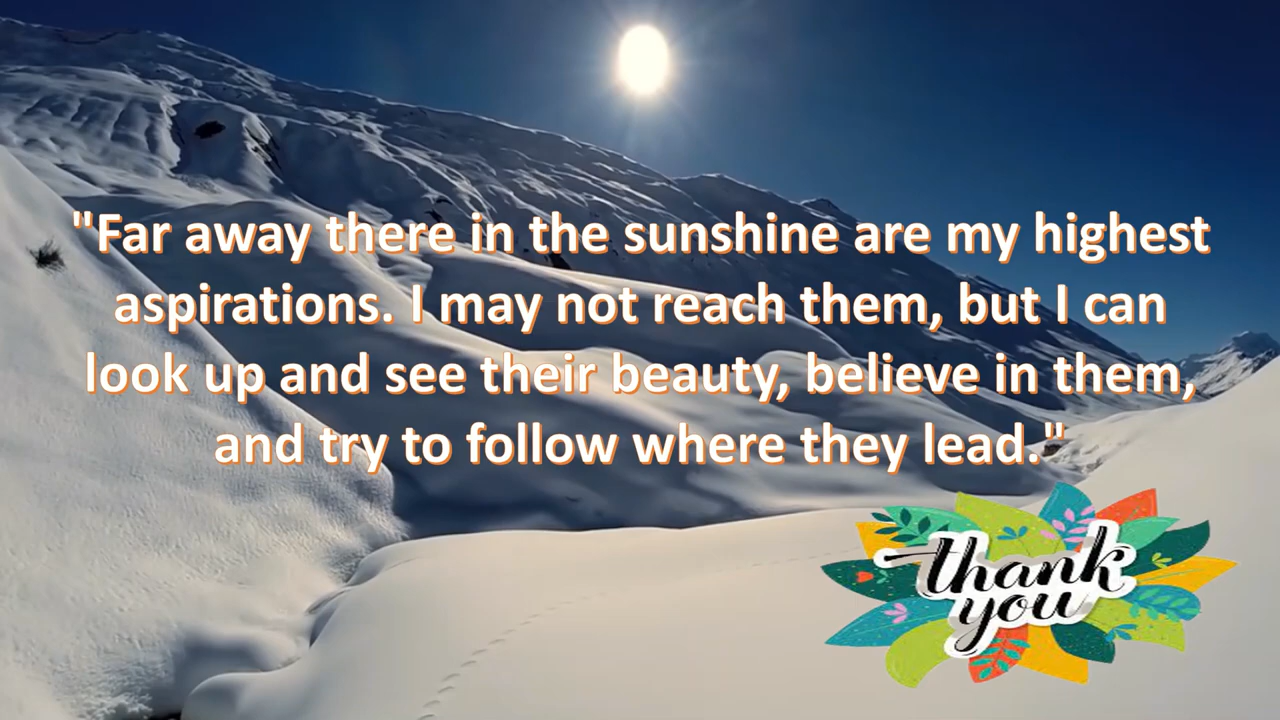 "Far away there in the sunshine are my highest
aspirations. I may not reach them, but I can
look up and see their beauty, believe in them,
and try to follow where they lead."
thank
you